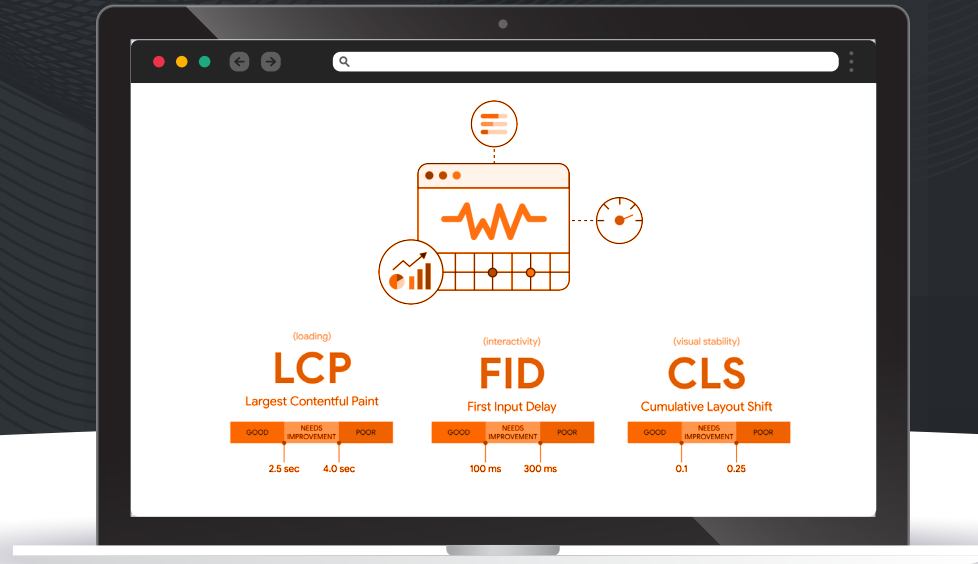 (loading)
LCP
Largest Contentful Paint
GOOD
NEEDS
IMPROVEMENT
POOR
2.5 sec
4.0 sec
(interactivity)
FID
First Input Delay
GOOD
NEEDS
IMPROVEMENT
POOR
100 ms
300 ms
(visual stability)
CLS
Cumulative Layout Shift
GOOD
NEEDS
IMPROVEMENT
POOR
0.1
0.25